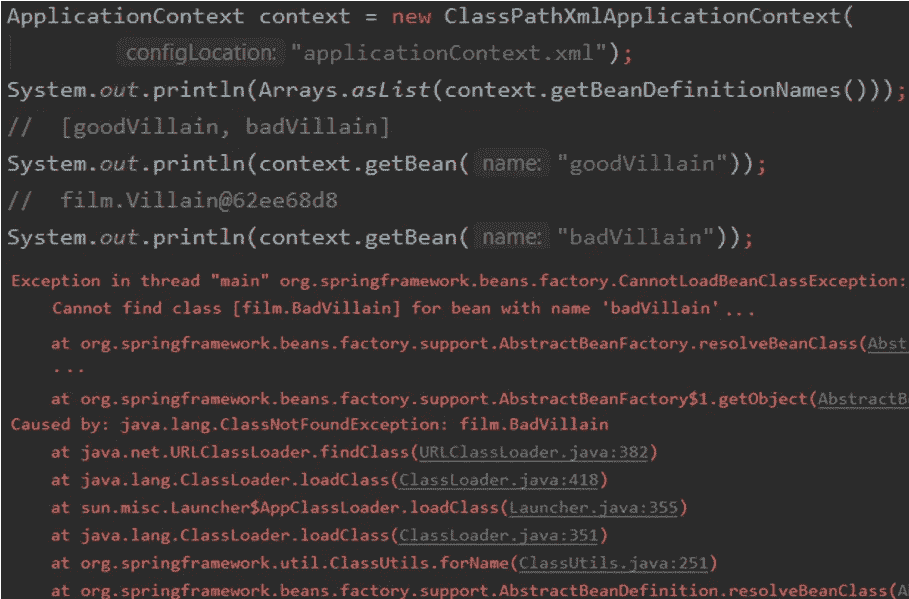 ApplicationContext context = new ClassPathXmlApplicationContext(
configLocation: "applicationContext.xml");
System.out.println(Arrays.asList(context.getBeanDefinitionNames()));
// [goodVillain, badVillain]
System.out.println(context.getBean( name: "goodVillain"));
// film.Villain@62ee68d8
System.out.println(context.getBean( name: "badVillain"));
Exception in thread "main" org.springframework.beans.factory.CannotLoadBeanClassException:
Cannot find class [film.BadVillain] for bean with name 'badVillain' ...
at org.springframework.beans.factory.support.AbstractBeanFactory.resolveBeanClass(Abst
...
at org.springframework.beans.factory.support.AbstractBeanFactory$1.getObject(AbstractB
Caused by: java.lang.ClassNotFoundException: film.BadVillain
at java.net.URLClassLoader.findClass(URLClassLoader.java:382)
at java.lang.ClassLoader.loadClass(ClassLoader.java:418)
at sun.misc.Launcher$AppClassLoader.loadClass(Launcher.java:355)
at java.lang.ClassLoader.loadClass(ClassLoader.java:351)
at org.springframework.util.ClassUtils.forName(ClassUtils.java:251)
at org.springframework.beans.factory.support.AbstractBeanDefinition.resolveBeanClass(A